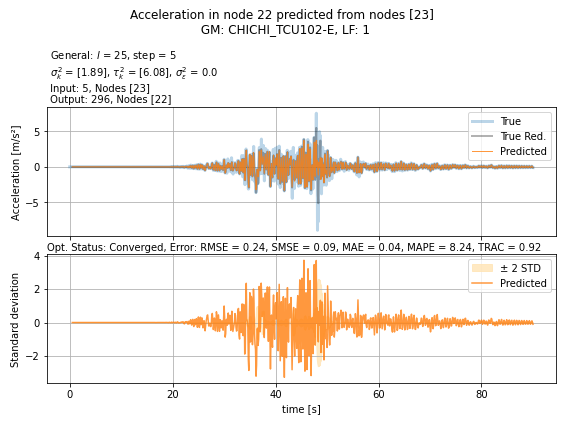 Acceleration in node 22 predicted from nodes [23]
GM: CHICHI_TCU102-E, LF: 1
General: l = 25, step = 5
σ²ₖ = [1.89], τ²ₖ = [6.08], σ²ε = 0.0
Input: 5, Nodes [23]
Output: 296, Nodes [22]
True
True Red.
Predicted
Acceleration [m/s²]
5
0
−5
Opt. Status: Converged, Error: RMSE = 0.24, SMSE = 0.09, MAE = 0.04, MAPE = 8.24, TRAC = 0.92
± 2 STD
Predicted
Standard deviation
4
2
0
−2
0 20 40 60 80
time [s]